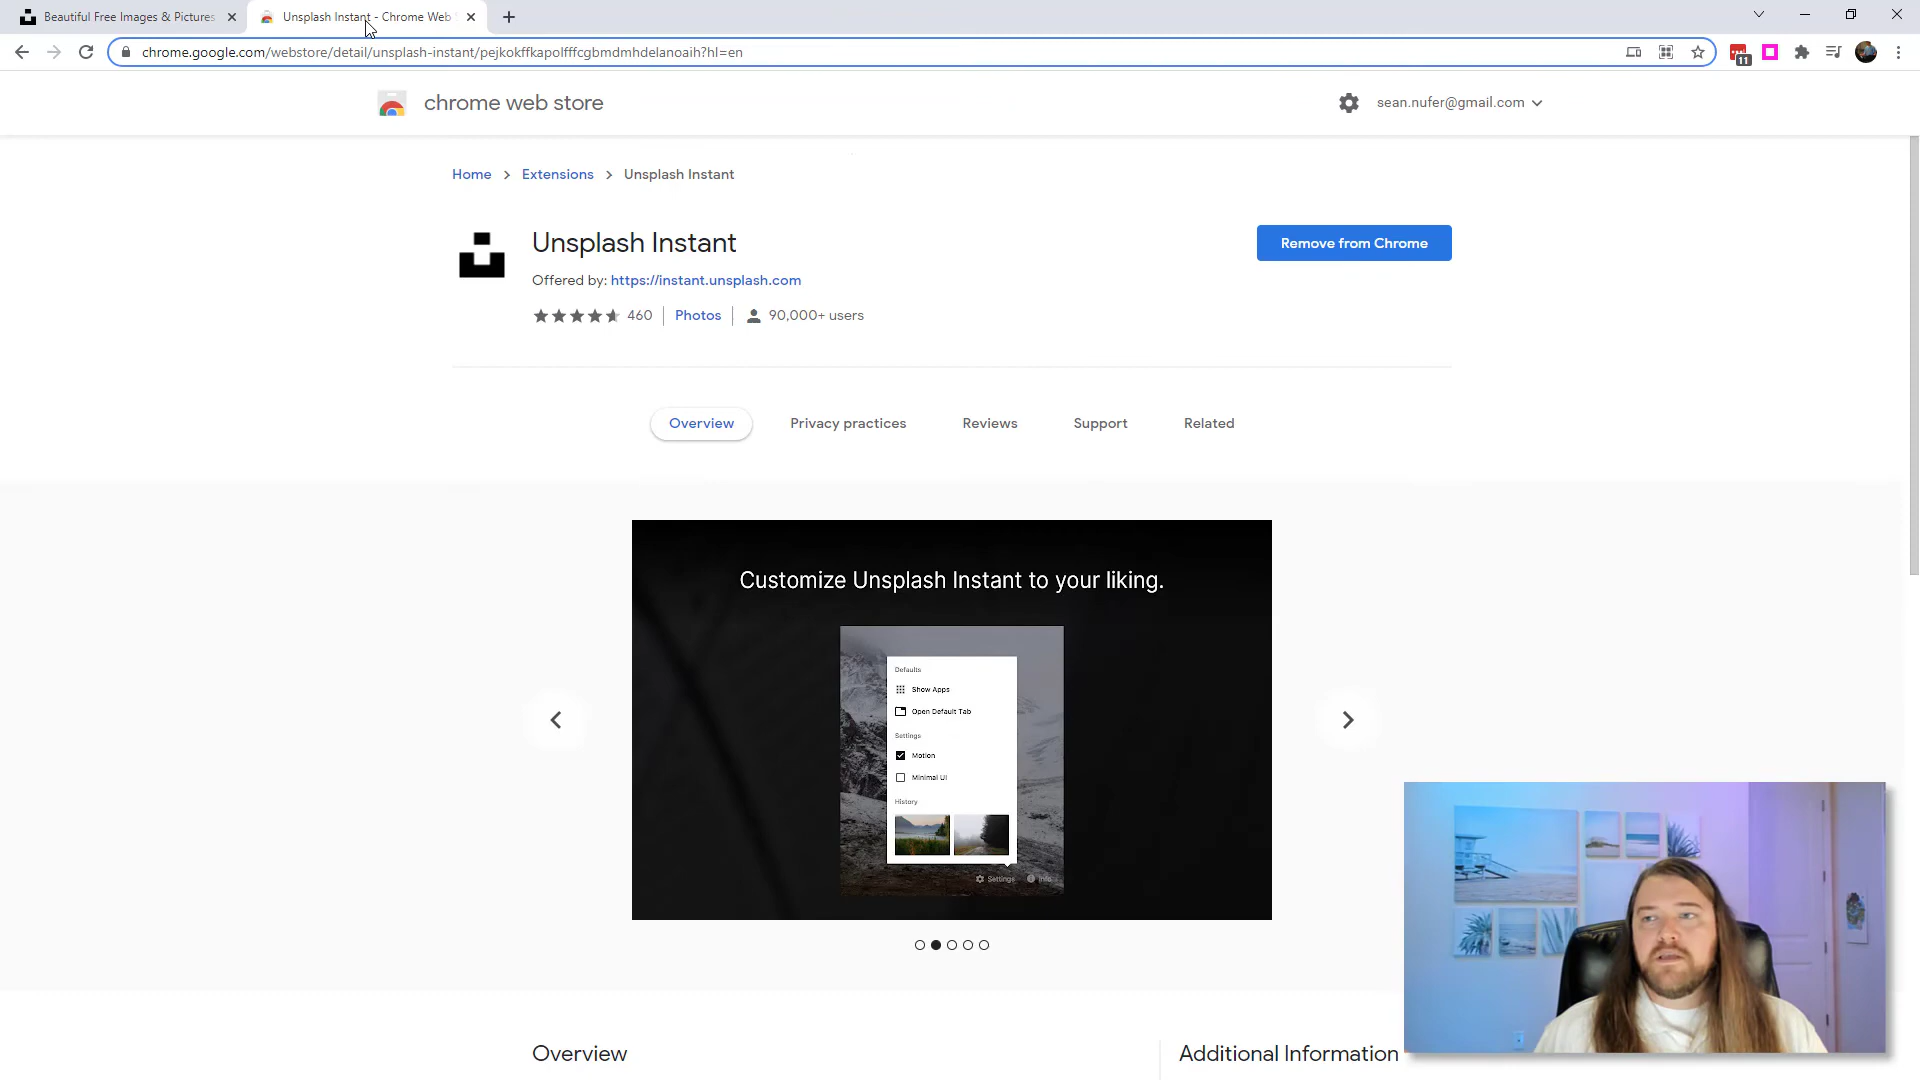 Beautiful Free Images & Pictures
Unsplash Instant - Chrome Web
chrome.google.com/webstore/detail/unsplash-instant/pejkokffkapolfffcgbmdmhdelanoaih?hl=en
11
chrome web store
sean.nufer@gmail.com
Home > Extensions > Unsplash Instant
Unsplash Instant
Remove from Chrome
Offered by: https://instant.unsplash.com
460
Photos
90,000+ users
Overview
Privacy practices
Reviews
Support
Related
Customize Unsplash Instant to your liking.
Defaults
Show Apps
Open Default Tab
Settings
Motion
Minimal UI
History
Settings
Info
Overview
Additional Information